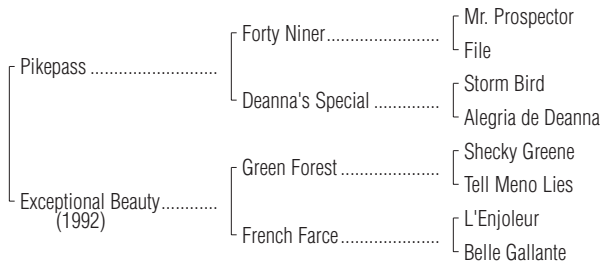 Mr. Prospector
Forty Niner........................
File
Pikepass ...........................
Storm Bird
Deanna's Special ..............
Alegria de Deanna
Shecky Greene
Green Forest .....................
Tell Meno Lies
Exceptional Beauty............
(1992)
L'Enjoleur
French Farce.....................
Belle Gallante